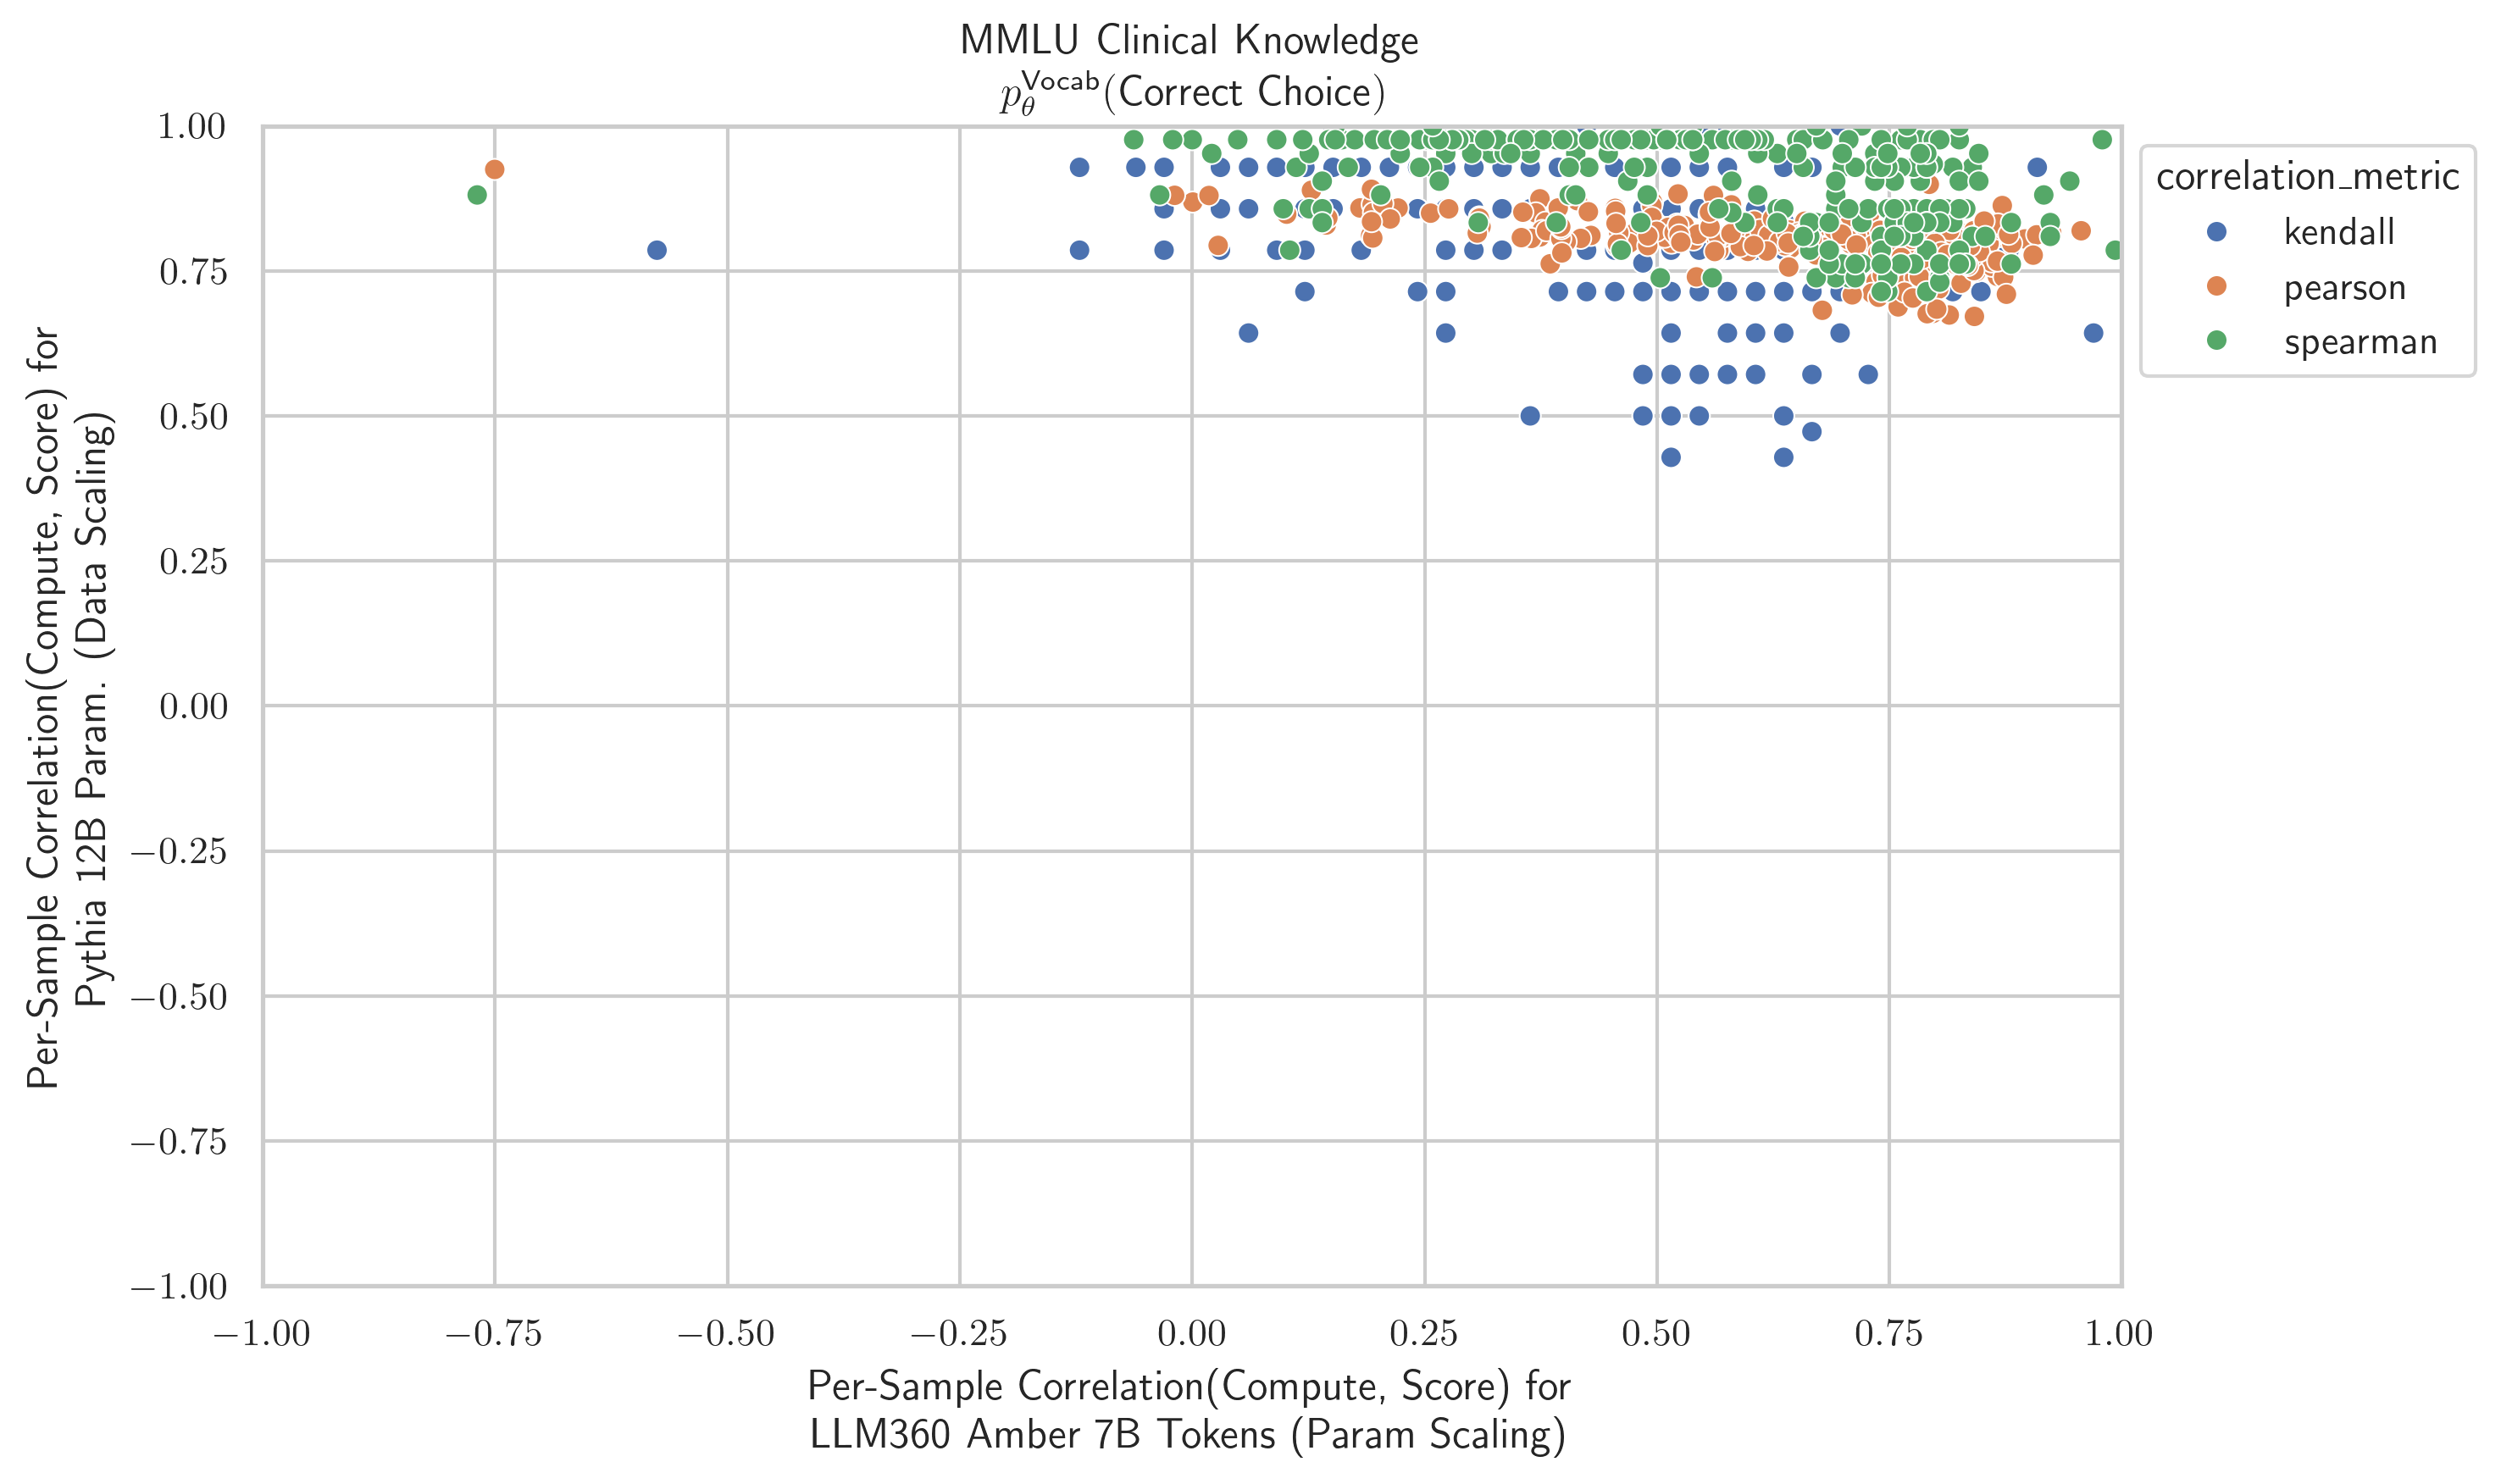 MMLU Clinical Knowledge
p_θ^Vocab(Correct Choice)
1.00
0.75
0.50
0.25
0.00
−0.25
−0.50
−0.75
−1.00
Per-Sample Correlation(Compute, Score) for
Pythia 12B Param. (Data Scaling)
correlation_metric
kendall
pearson
spearman
−1.00 −0.75 −0.50 −0.25 0.00 0.25 0.50 0.75 1.00
Per-Sample Correlation(Compute, Score) for
LLM360 Amber 7B Tokens (Param Scaling)